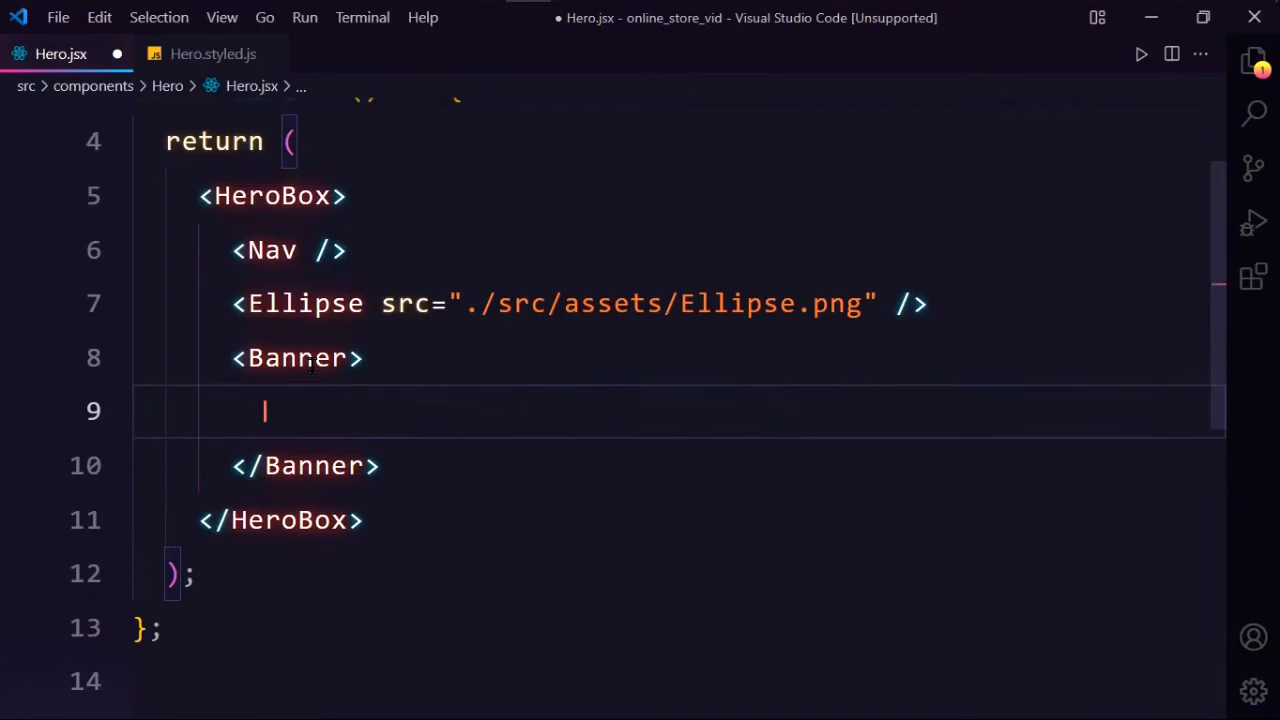 File Edit Selection View Go Run Terminal Help ● Hero.jsx - online_store_vid - Visual Studio Code [Unsupported]
Hero.jsx JS Hero.styled.js
src > components > Hero > Hero.jsx > ...
4 return (
5 <HeroBox>
6 <Nav />
7 <Ellipse src="./src/assets/Ellipse.png" />
8 <Banner>
9
10 </Banner>
11 </HeroBox>
12 );
13 };
14
1